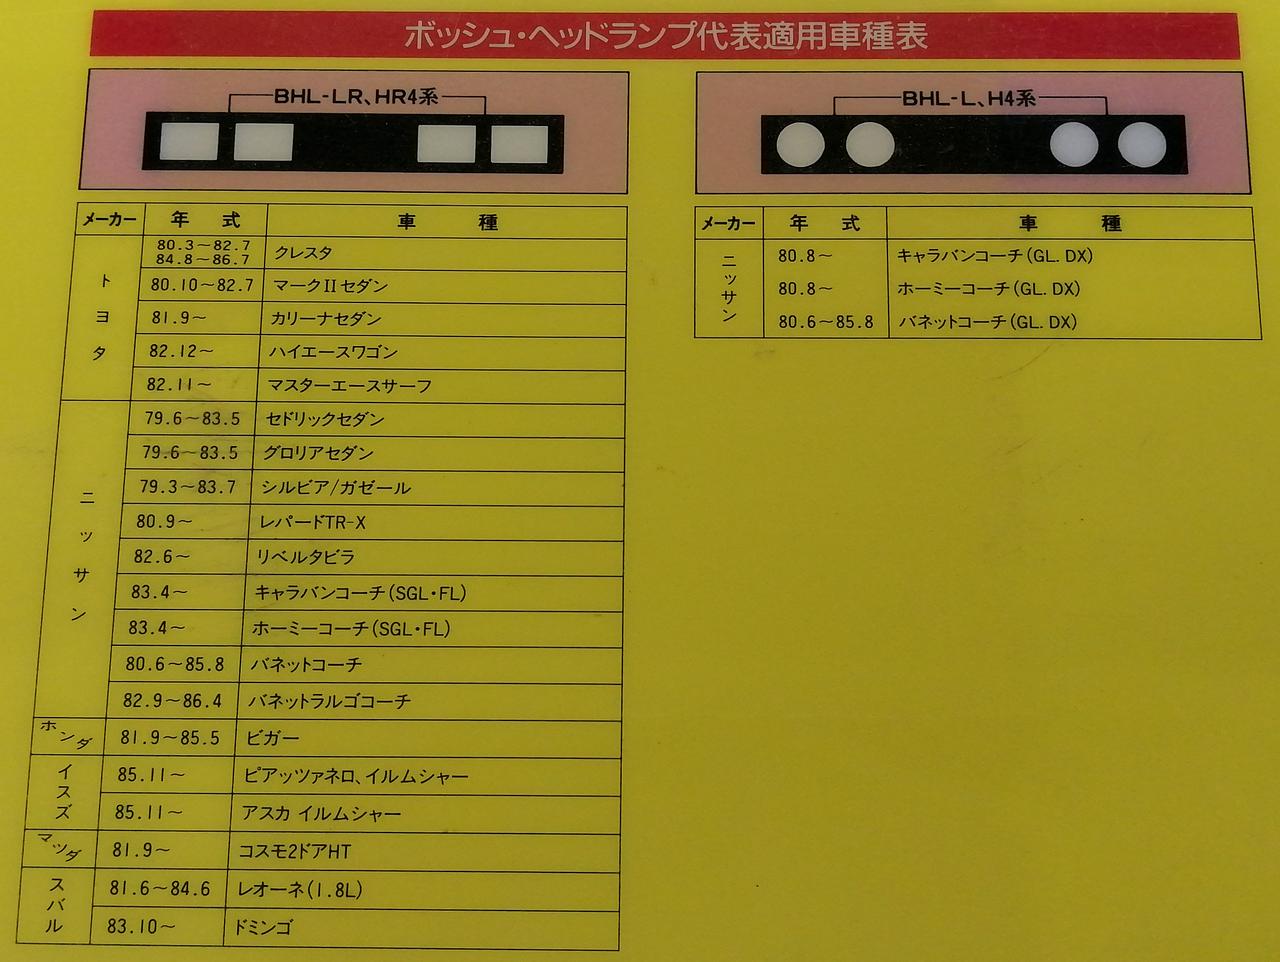 ボッシュ・ヘッドランプ代表適用車種表
BHL-LR、HR4系
メーカー 年式 車種
トヨタ
80.3～82.7
84.8～86.7 クレスタ
80.10～82.7 マークIIセダン
81.9～ カリーナセダン
82.12～ ハイエースワゴン
82.11～ マスターエースサーフ
ニッサン
79.6～83.5 セドリックセダン
79.6～83.5 グロリアセダン
79.3～83.7 シルビア/ガゼール
80.9～ レパードTR-X
82.6～ リベルタビラ
83.4～ キャラバンコーチ(SGL・FL)
83.4～ ホーミーコーチ(SGL・FL)
80.6～85.8 バネットコーチ
82.9～86.4 バネットラルゴコーチ
ホンダ 81.9～85.5 ビガー
イスズ
85.11～ ピアッツァネロ、イルムシャー
85.11～ アスカ イルムシャー
マツダ 81.9～ コスモ2ドアHT
スバル
81.6～84.6 レオーネ(1.8L)
83.10～ ドミンゴ
BHL-L、H4系
メーカー 年式 車種
ニッサン
80.8～ キャラバンコーチ(GL.DX)
80.8～ ホーミーコーチ(GL.DX)
80.6～85.8 バネットコーチ(GL.DX)